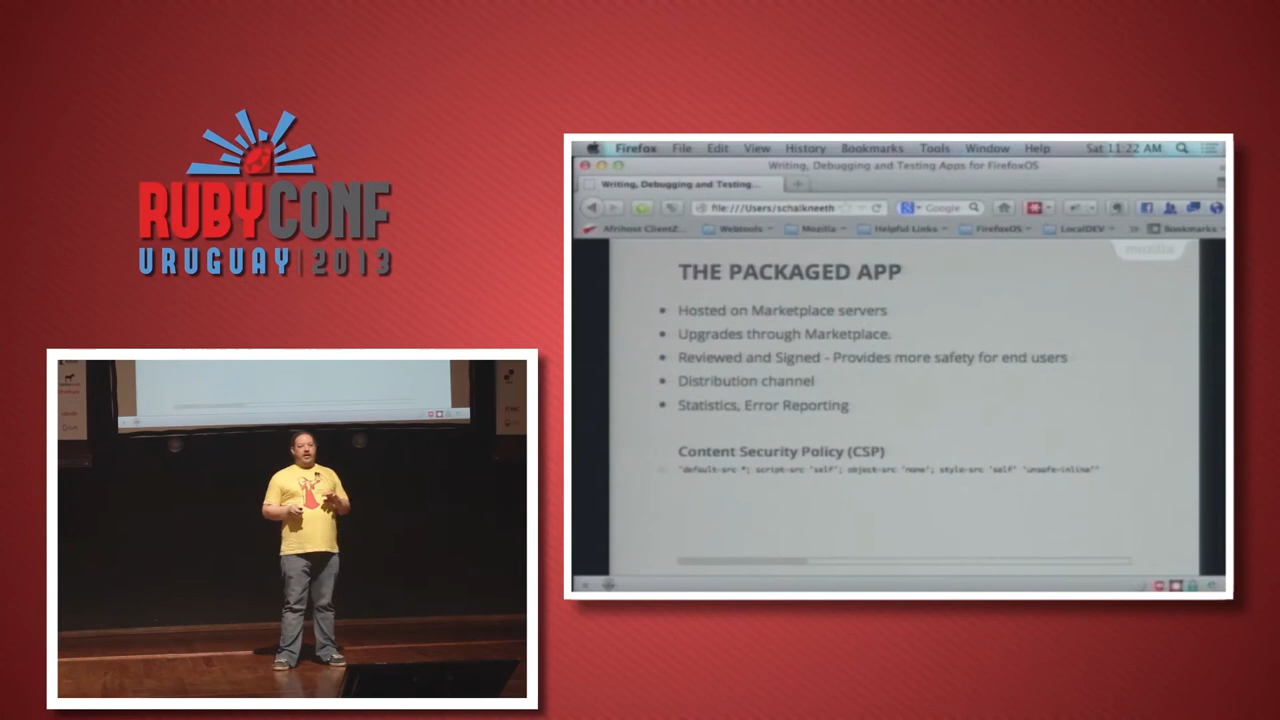 RUBYCONF
URUGUAY | 2013
Firefox File Edit View History Bookmarks Tools Window Help Sat 11:22 AM
Writing, Debugging and Testing Apps for FirefoxOS
Writing, Debugging and Testing...
file:///Users/schalkneeth
Google
Afrihost ClientZ... Webtools Mozilla Helpful Links FirefoxOS LocalDEV Bookmarks
mozilla
THE PACKAGED APP
• Hosted on Marketplace servers
• Upgrades through Marketplace.
• Reviewed and Signed - Provides more safety for end users
• Distribution channel
• Statistics, Error Reporting
Content Security Policy (CSP)
"default-src *; script-src 'self'; object-src 'none'; style-src 'self' 'unsafe-inline'"